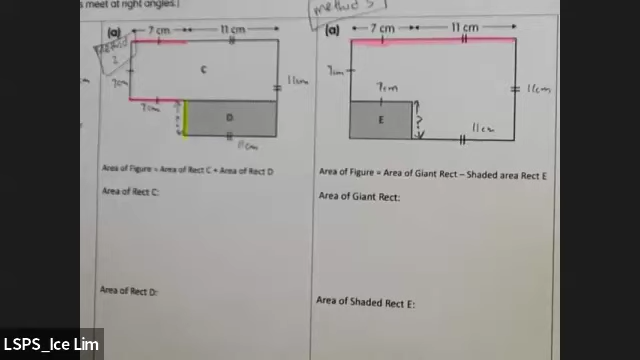 s meet at right angles.]
method 3
(a) 7 cm 11 cm
method 2
C
7cm
11cm
7cm
?
D
11cm
Area of Figure = Area of Rect C + Area of Rect D
Area of Rect C:
Area of Rect D:
(a) 7 cm 11 cm
7cm
7cm
11cm
E
?
11cm
Area of Figure = Area of Giant Rect – Shaded area Rect E
Area of Giant Rect:
Area of Shaded Rect E:
LSPS_Ice Lim